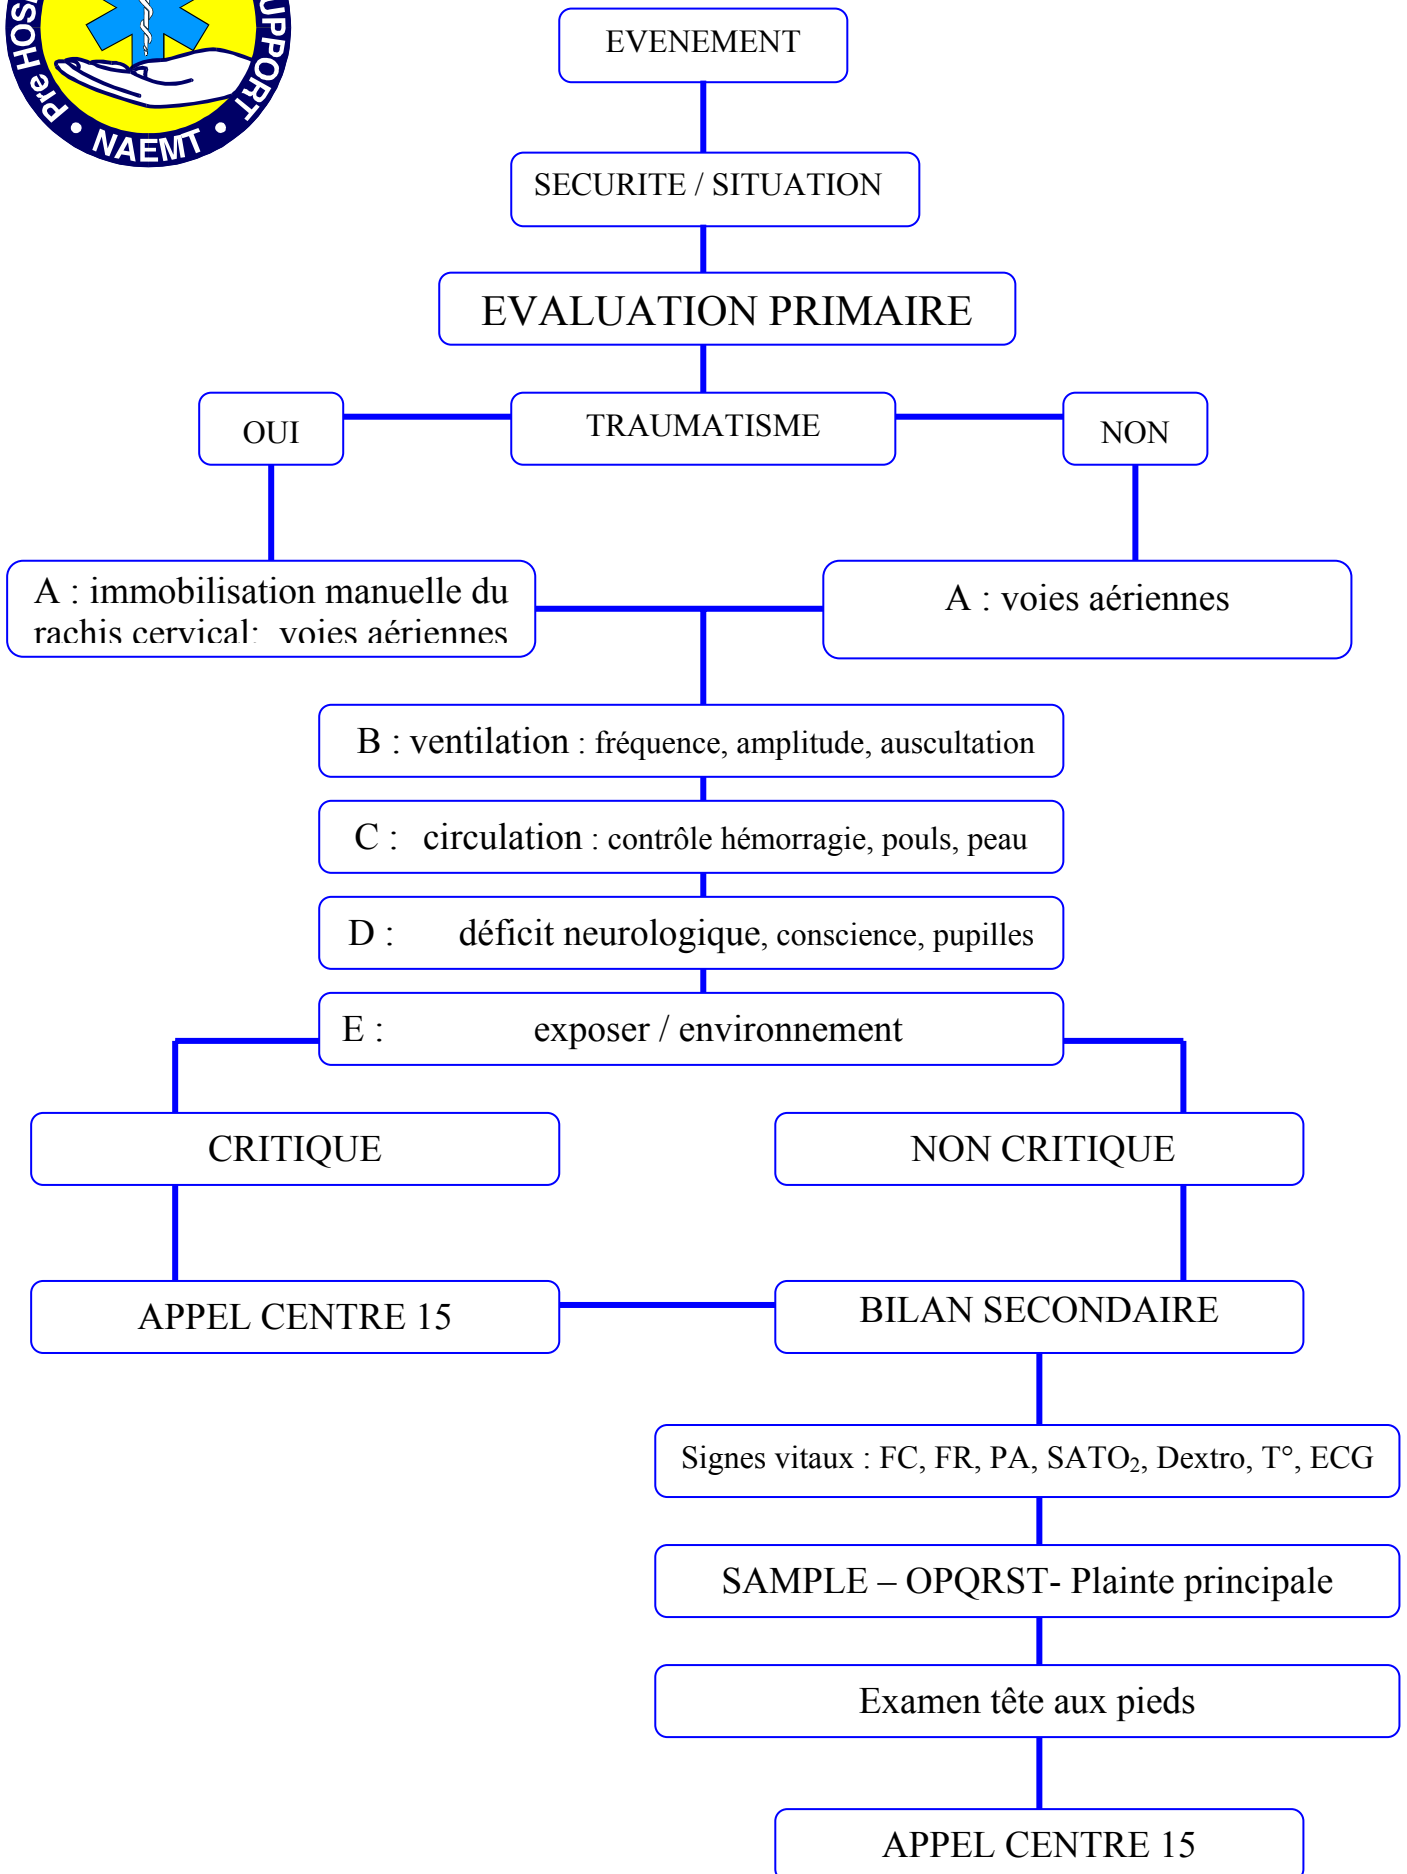 Pre HOS
UPPORT
• NAEMT •
EVENEMENT
SECURITE / SITUATION
EVALUATION PRIMAIRE
OUI
TRAUMATISME
NON
A : immobilisation manuelle du
rachis cervical: voies aériennes
A : voies aériennes
B : ventilation : fréquence, amplitude, auscultation
C : circulation : contrôle hémorragie, pouls, peau
D : déficit neurologique, conscience, pupilles
E : exposer / environnement
CRITIQUE
NON CRITIQUE
APPEL CENTRE 15
BILAN SECONDAIRE
Signes vitaux : FC, FR, PA, SATO₂, Dextro, T°, ECG
SAMPLE – OPQRST- Plainte principale
Examen tête aux pieds
APPEL CENTRE 15